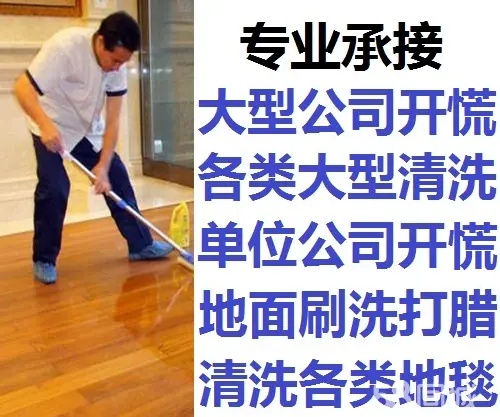 专业承接
大型公司开慌
各类大型清洗
单位公司开慌
地面刷洗打腊
清洗各类地毯